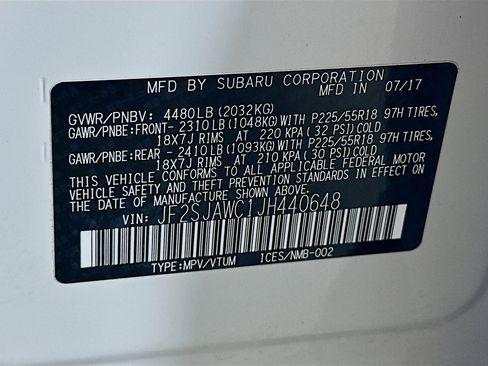 MFD BY SUBARU CORPORATION
MFD. IN 07/17
GVWR/PNBV: 4480LB (2032KG)
GAWR/PNBE:FRONT- 2310LB (1048KG) WITH P225/55R18 97H TIRES,
18X7J RIMS AT 220 KPA (32 PSI) COLD
GAWR/PNBE:REAR - 2410LB (1093KG) WITH P225/55R18 97H TIRES,
18X7J RIMS AT 210 KPA (30 PSI) COLD
THIS VEHICLE CONFORMS TO ALL APPLICABLE FEDERAL MOTOR
VEHICLE SAFETY AND THEFT PREVENTION STANDARDS IN EFFECT ON
THE DATE OF MANUFACTURE SHOWN ABOVE.
VIN: JF2SJAWC1JH440648
TYPE:MPV/VTUM ICES/NMB-002